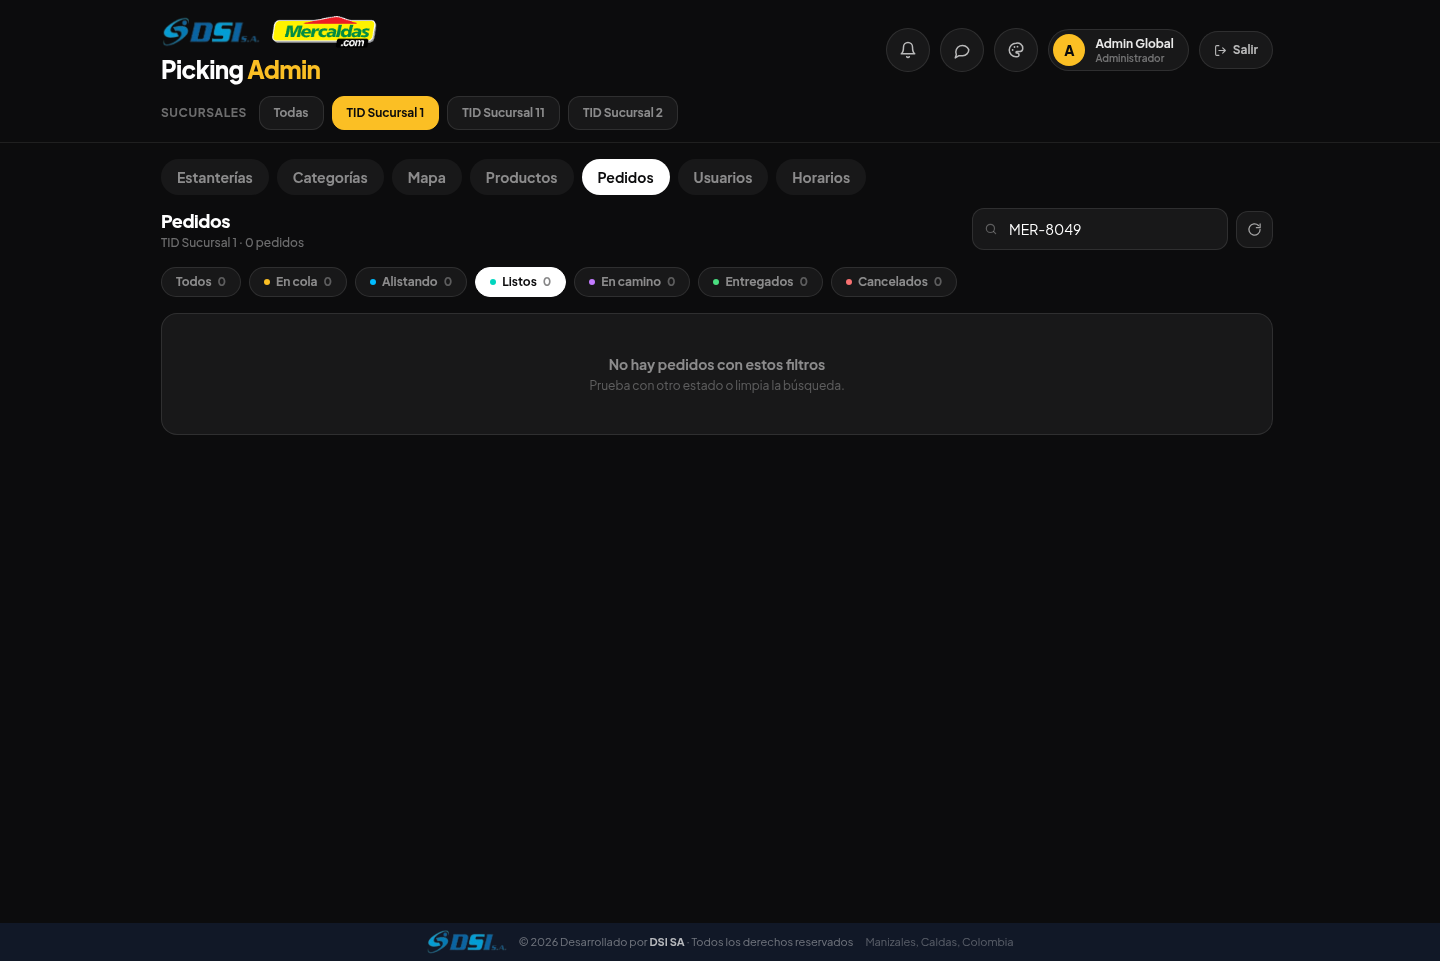 DSI S.A. Mercaldas .com
Picking Admin
A Admin Global
Administrador
Salir
SUCURSALES Todas TID Sucursal 1 TID Sucursal 11 TID Sucursal 2
Estanterías Categorías Mapa Productos Pedidos Usuarios Horarios
Pedidos
TID Sucursal 1 · 0 pedidos
MER-8049
Todos 0 En cola 0 Alistando 0 Listos 0 En camino 0 Entregados 0 Cancelados 0
No hay pedidos con estos filtros
Prueba con otro estado o limpia la búsqueda.
DSI S.A. © 2026 Desarrollado por DSI SA · Todos los derechos reservados Manizales, Caldas, Colombia